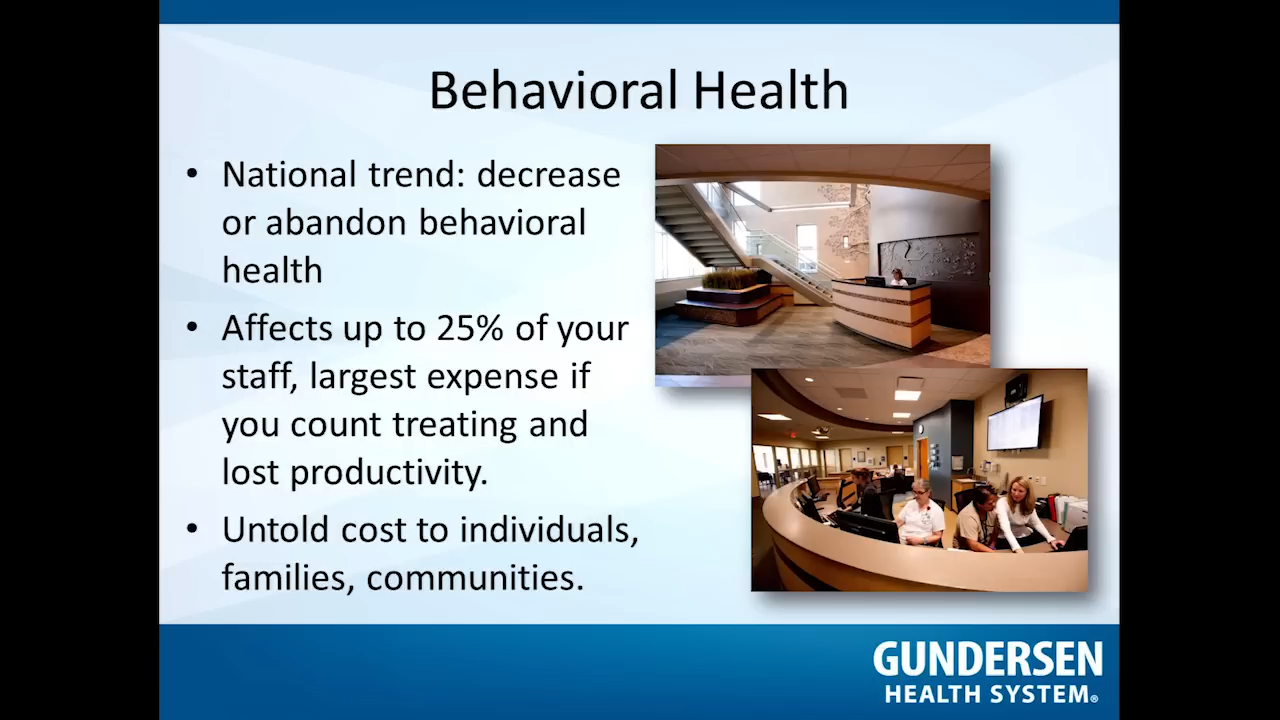 Behavioral Health
• National trend: decrease
or abandon behavioral
health
• Affects up to 25% of your
staff, largest expense if
you count treating and
lost productivity.
• Untold cost to individuals,
families, communities.
GUNDERSEN
HEALTH SYSTEM®